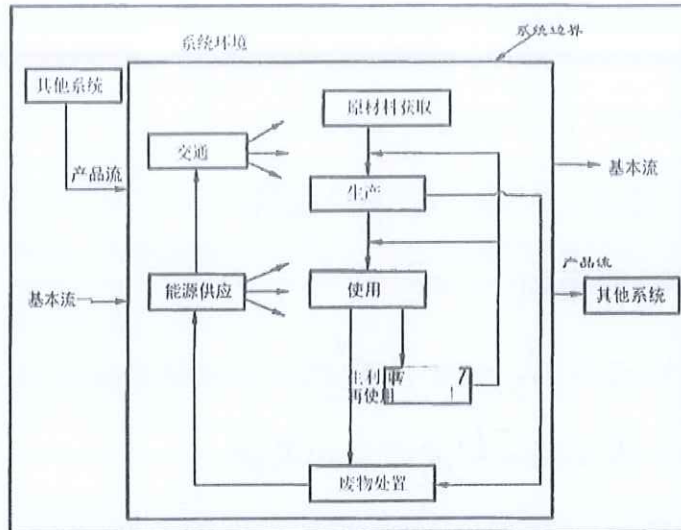 系统环境
系统边界
其他系统
原材料获取
交通
产品流
基本流
生产
产品流
能源供应
使用
基本流
其他系统
再使用
废物处置